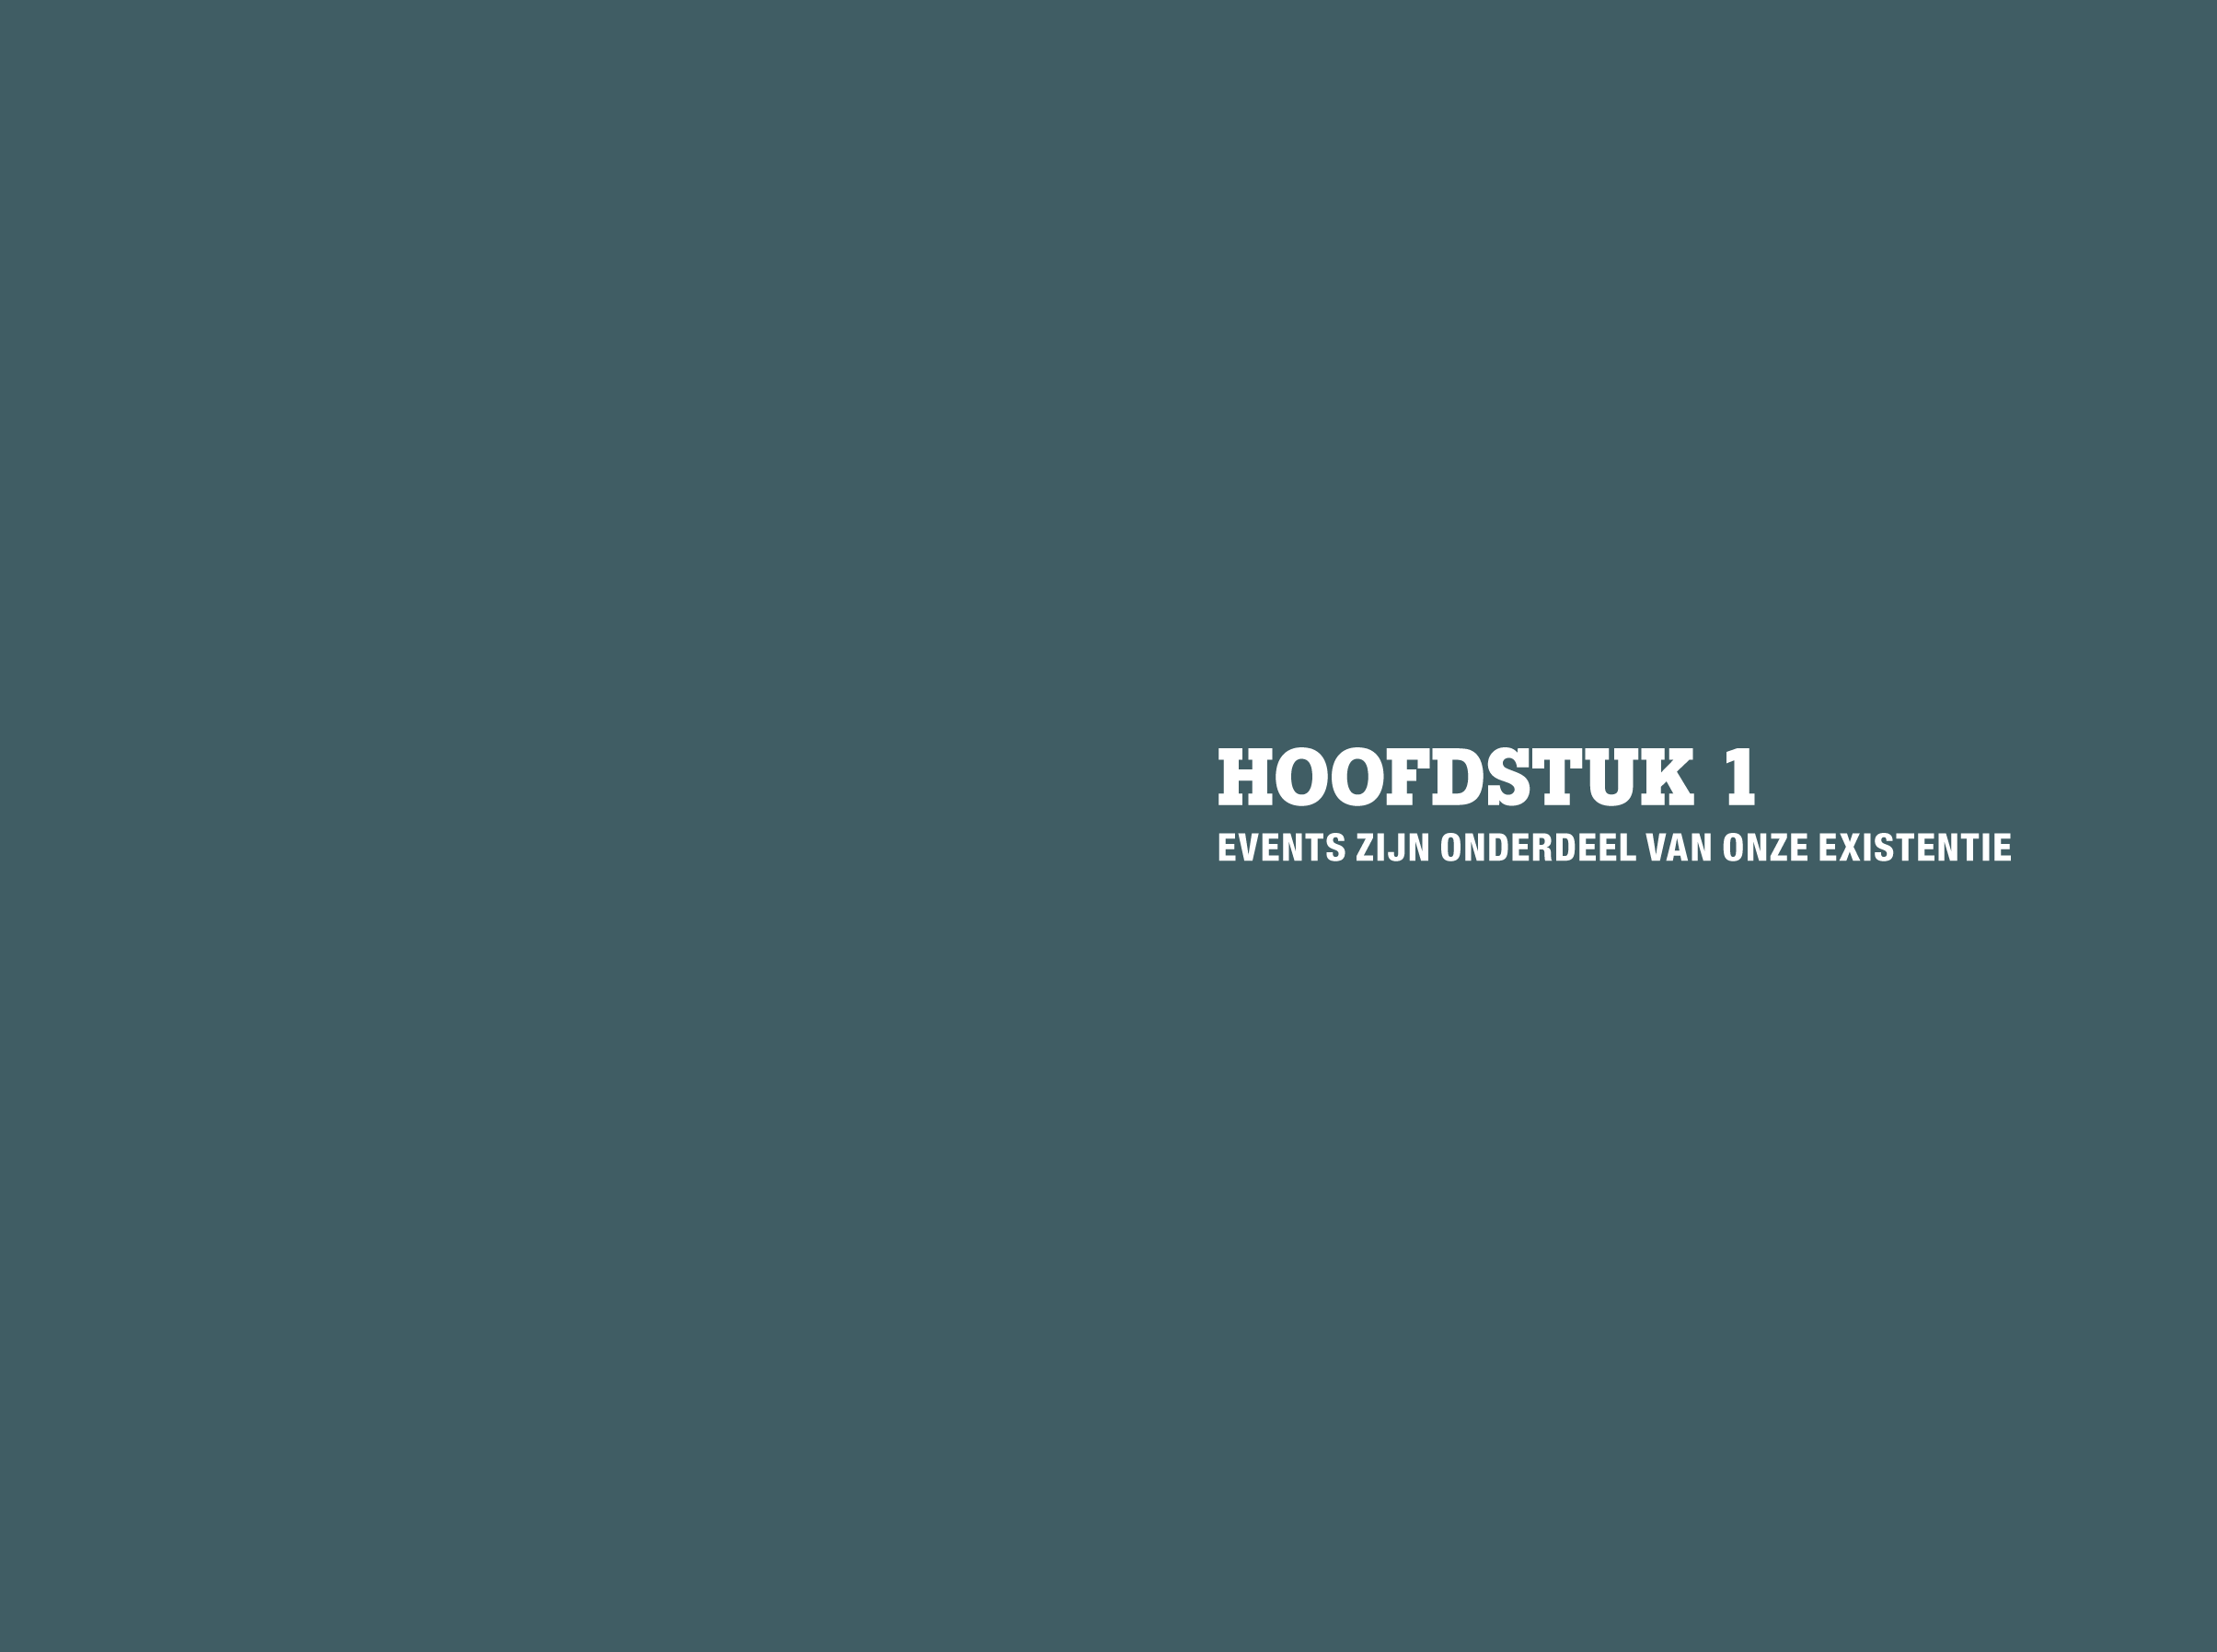 HOOFDSTUK 1
EVENTS ZIJN ONDERDEEL VAN ONZE EXISTENTIE